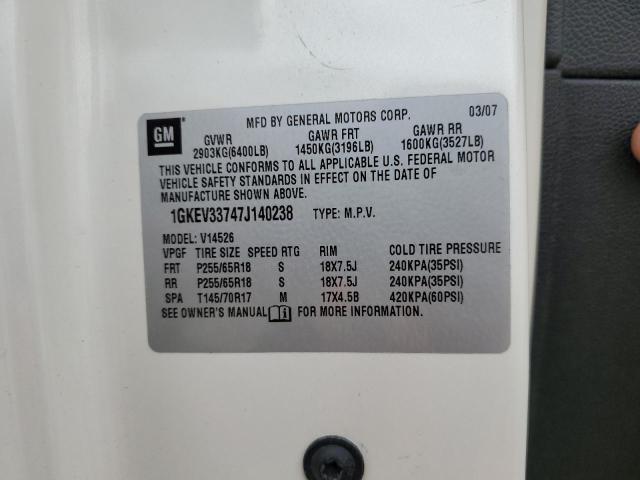 MFD BY GENERAL MOTORS CORP. 03/07
GM GVWR GAWR FRT GAWR RR
2903KG(6400LB) 1450KG(3196LB) 1600KG(3527LB)
THIS VEHICLE CONFORMS TO ALL APPLICABLE U.S. FEDERAL MOTOR
VEHICLE SAFETY STANDARDS IN EFFECT ON THE DATE OF
MANUFACTURE SHOWN ABOVE.
1GKEV33747J140238 TYPE: M.P.V.
MODEL: V14526
VPGF TIRE SIZE SPEED RTG RIM COLD TIRE PRESSURE
FRT P255/65R18 S 18X7.5J 240KPA(35PSI)
RR P255/65R18 S 18X7.5J 240KPA(35PSI)
SPA T145/70R17 M 17X4.5B 420KPA(60PSI)
SEE OWNER'S MANUAL FOR MORE INFORMATION.